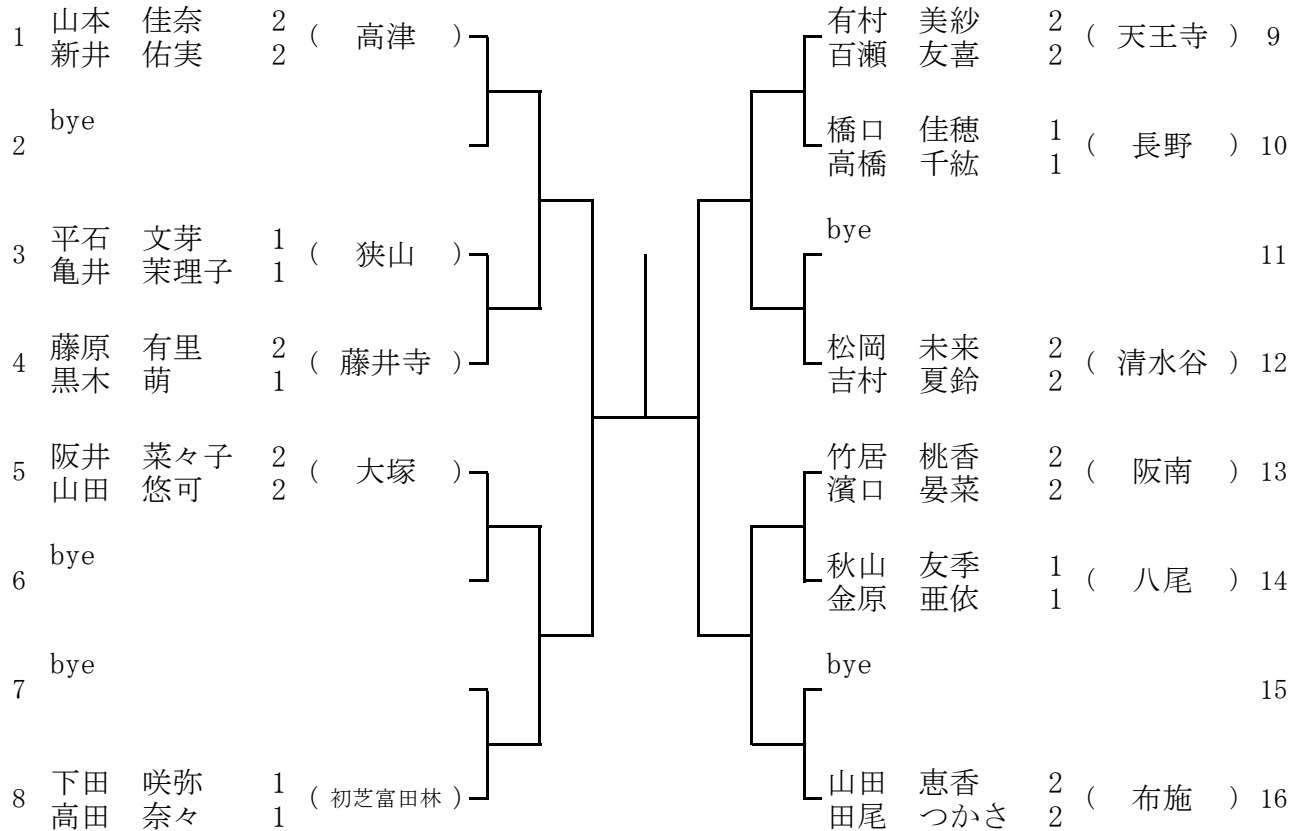 1 山本 佳奈 2 ( 高津 )
新井 佑実 2
2 bye
3 平石 文芽 1 ( 狭山 )
亀井 茉理子 1
4 藤原 有里 2 ( 藤井寺 )
黒木 萌 1
5 阪井 菜々子 2 ( 大塚 )
山田 悠可 2
6 bye
7 bye
8 下田 咲弥 1 ( 初芝富田林 )
高田 奈々 1
有村 美紗 2 ( 天王寺 ) 9
百瀬 友喜 2
橋口 佳穂 1 ( 長野 ) 10
高橋 千紘 1
bye 11
松岡 未来 2 ( 清水谷 ) 12
吉村 夏鈴 2
竹居 桃香 2 ( 阪南 ) 13
濱口 晏菜 2
秋山 友季 1 ( 八尾 ) 14
金原 亜依 1
bye 15
山田 恵香 2 ( 布施 ) 16
田尾 つかさ 2